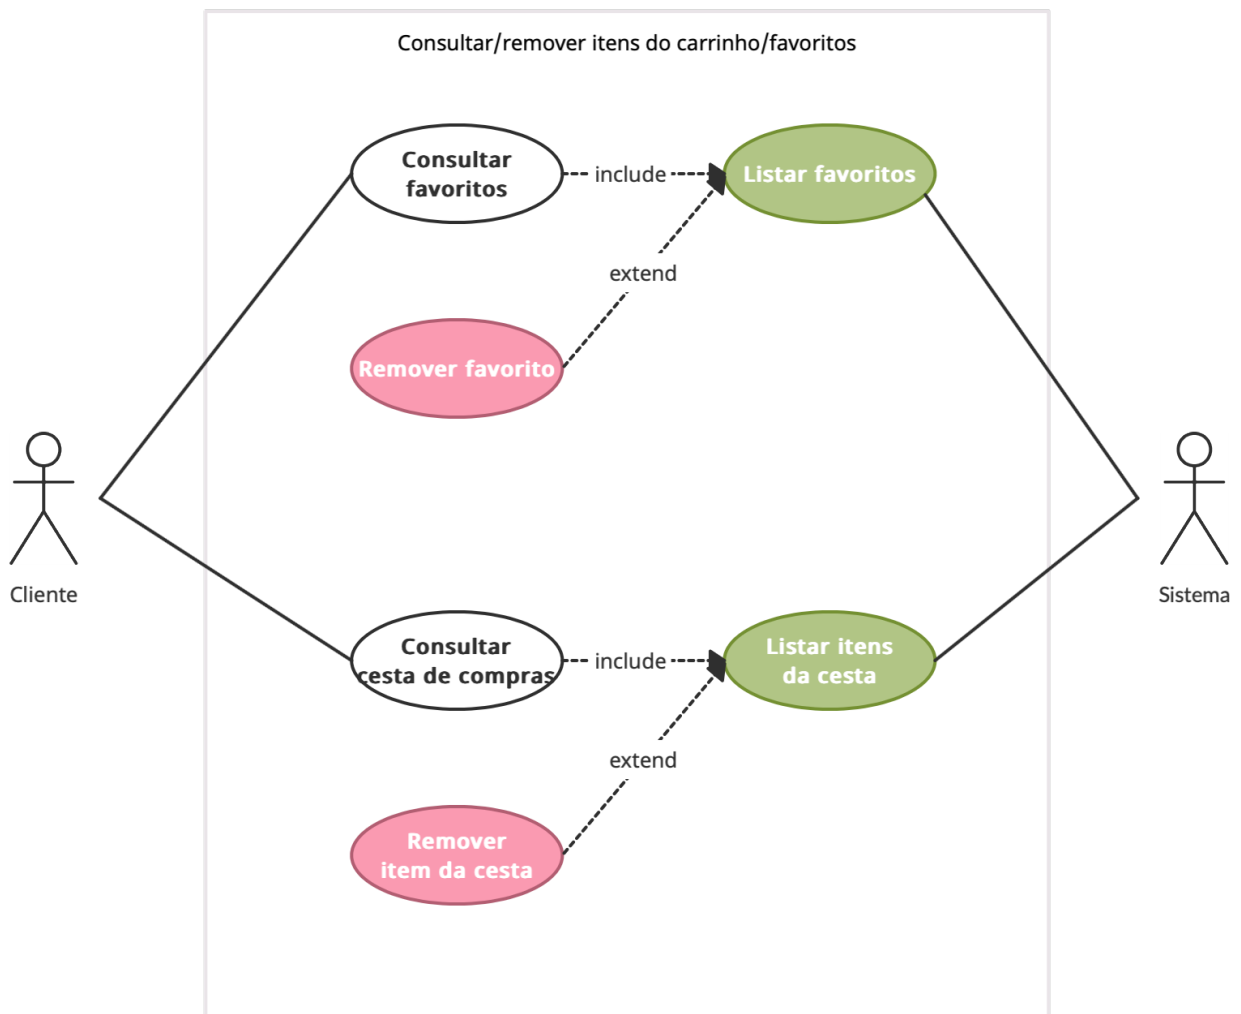 Consultar/remover itens do carrinho/favoritos
Consultar
favoritos
include
Listar favoritos
extend
Remover favorito
Cliente
Sistema
Consultar
cesta de compras
include
Listar itens
da cesta
extend
Remover
item da cesta